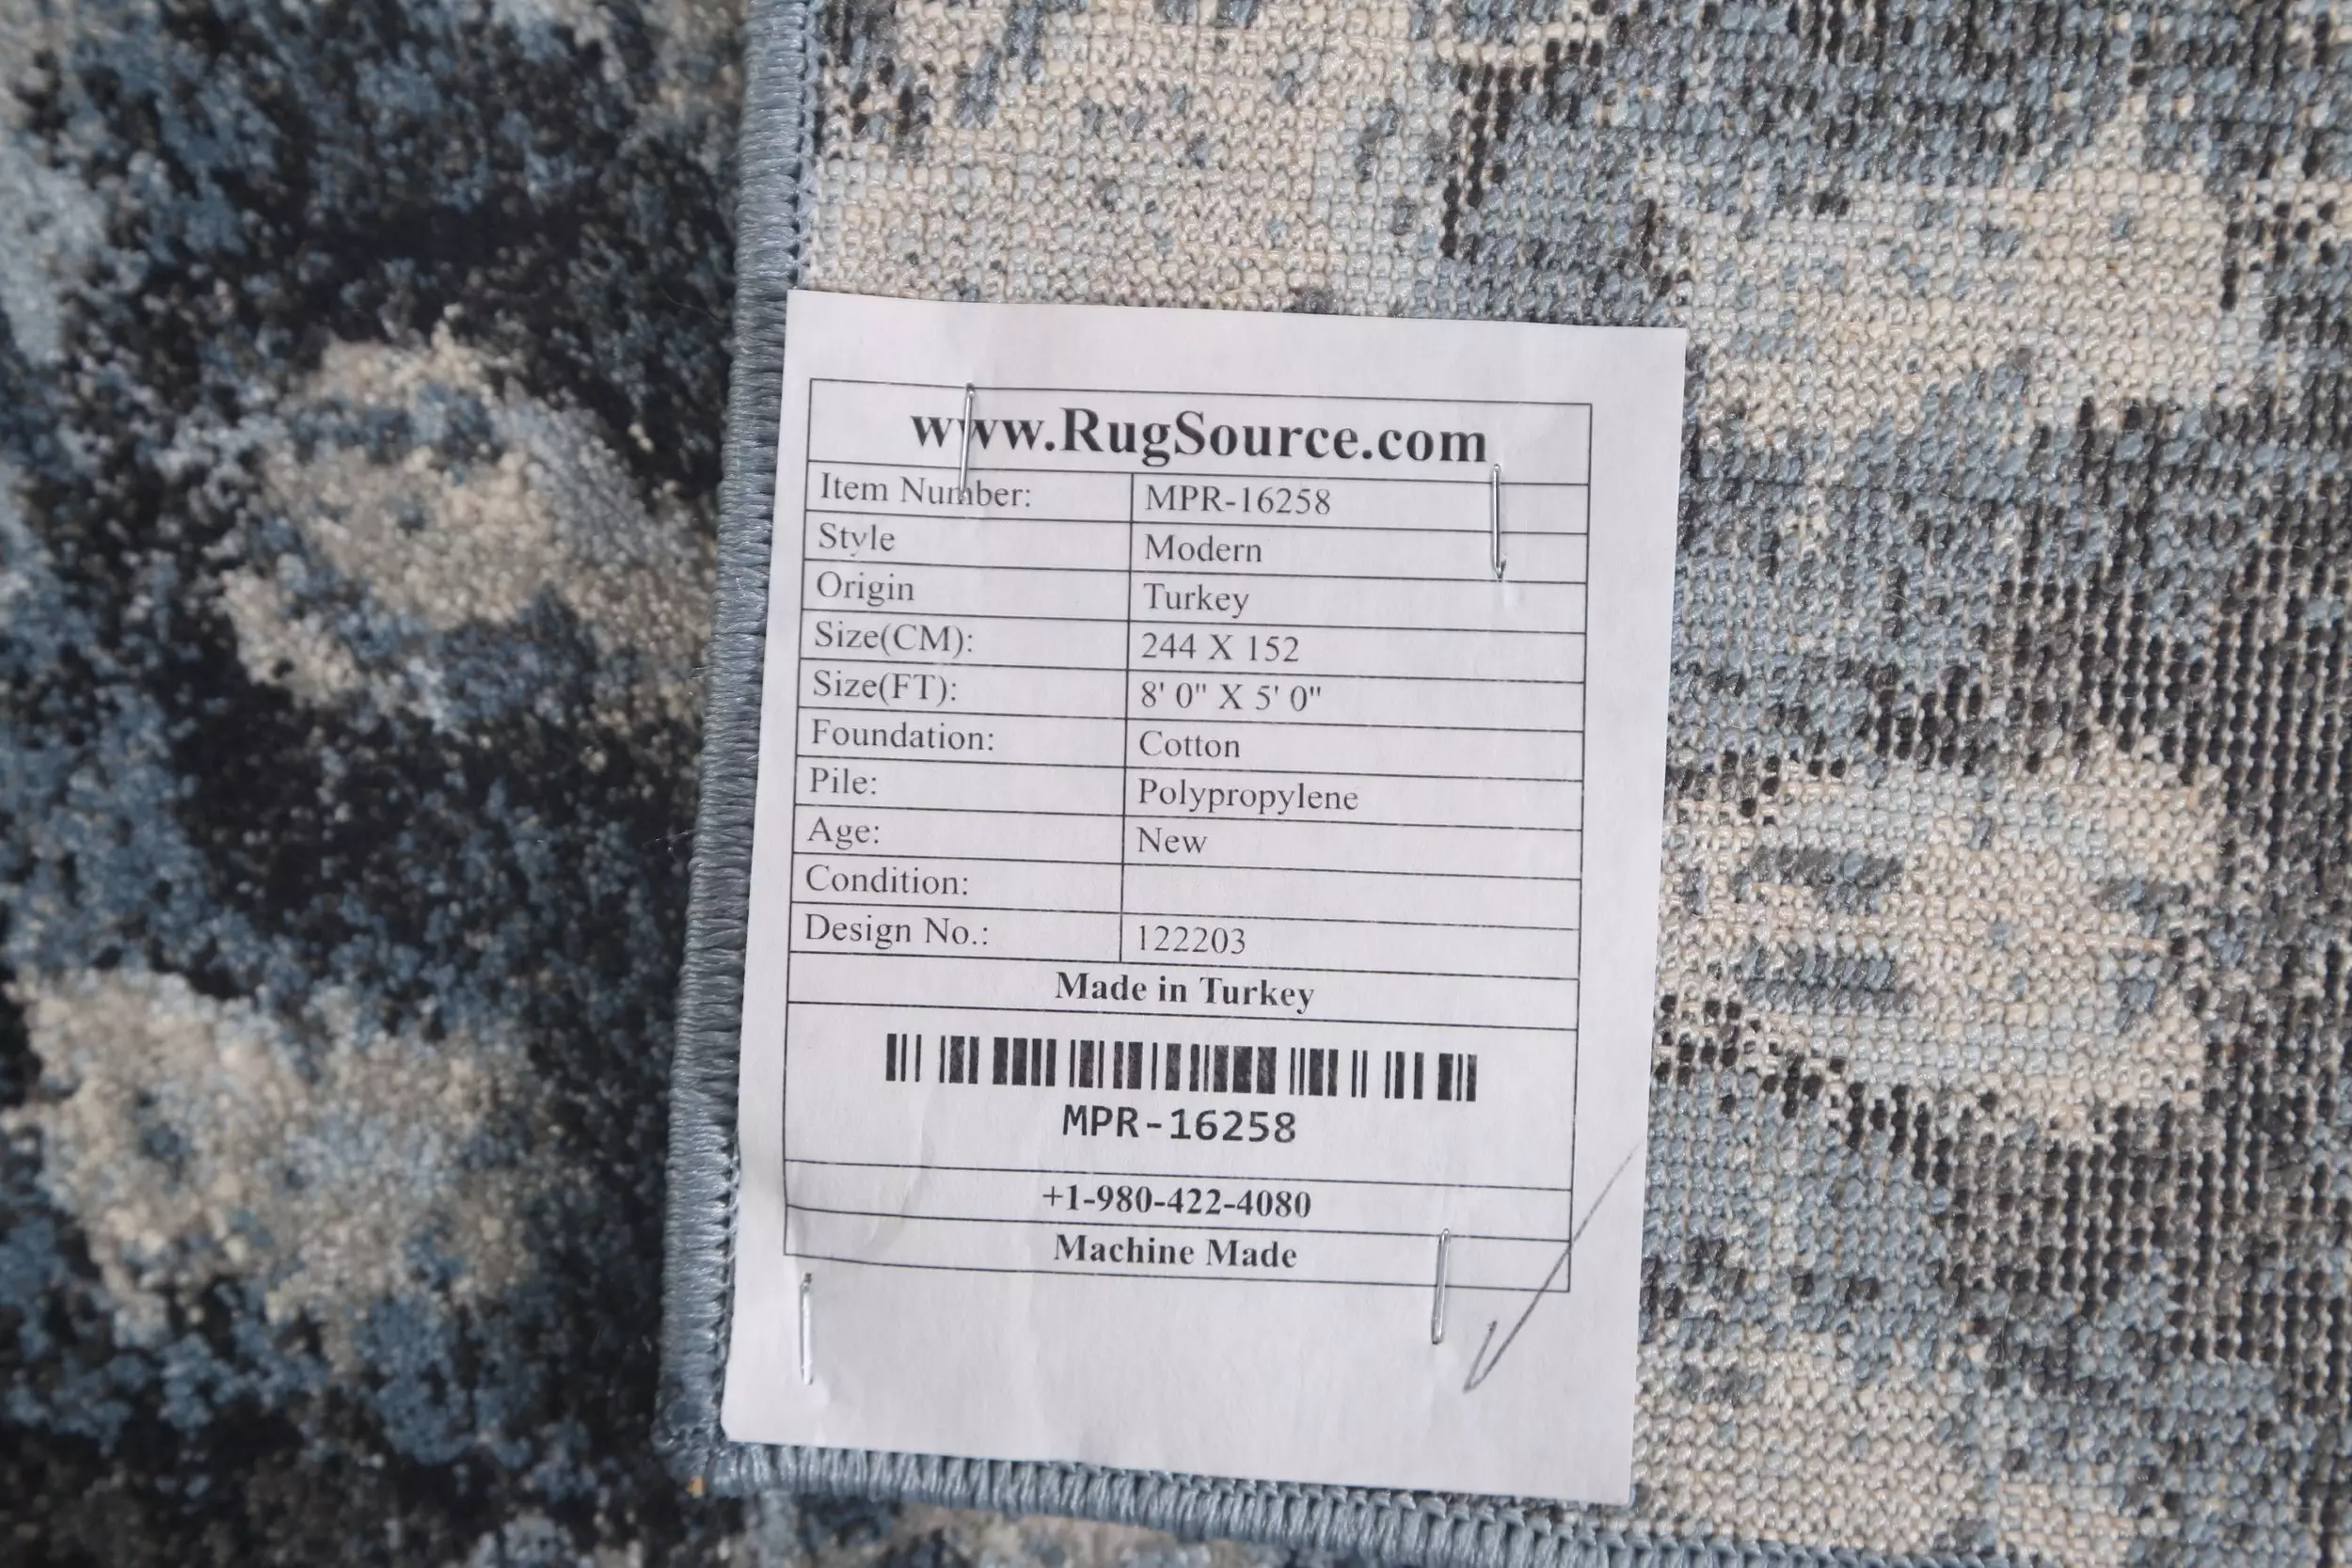 www.RugSource.com
Item Number: MPR-16258
Style Modern
Origin Turkey
Size(CM): 244 X 152
Size(FT): 8' 0" X 5' 0"
Foundation: Cotton
Pile: Polypropylene
Age: New
Condition:
Design No.: 122203
Made in Turkey
MPR-16258
+1-980-422-4080
Machine Made